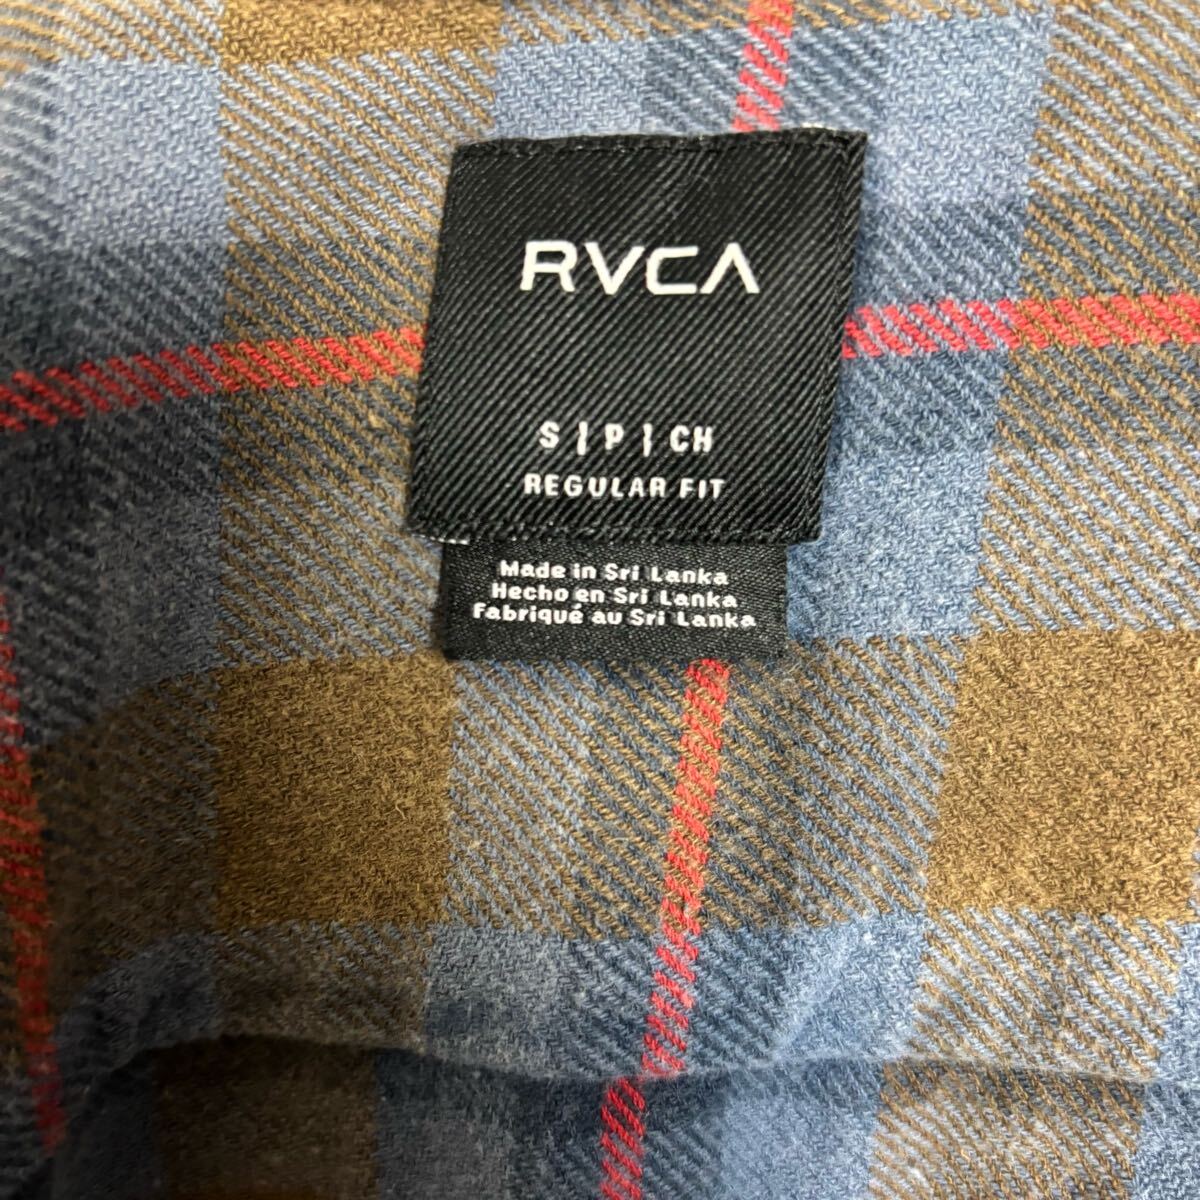 RVCA
S | P | CH
REGULAR FIT
Made in Sri Lanka
Hecho en Sri Lanka
Fabriqué au Sri Lanka